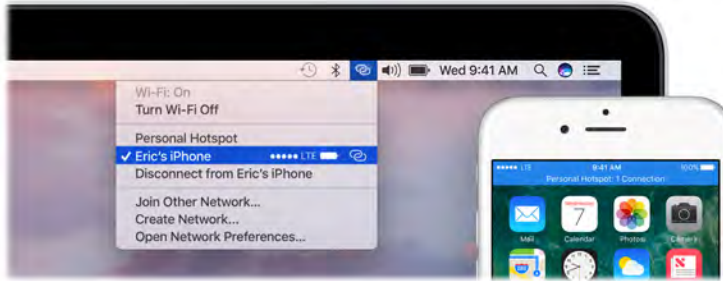 Wed 9:41 AM
Wi-Fi: On
Turn Wi-Fi Off
Personal Hotspot
✓ Eric's iPhone LTE
Disconnect from Eric's iPhone
Join Other Network...
Create Network...
Open Network Preferences...
LTE 9:41 AM 100%
Personal Hotspot: 1 Connection
Wednesday
7
Mail Calendar Photos Camera